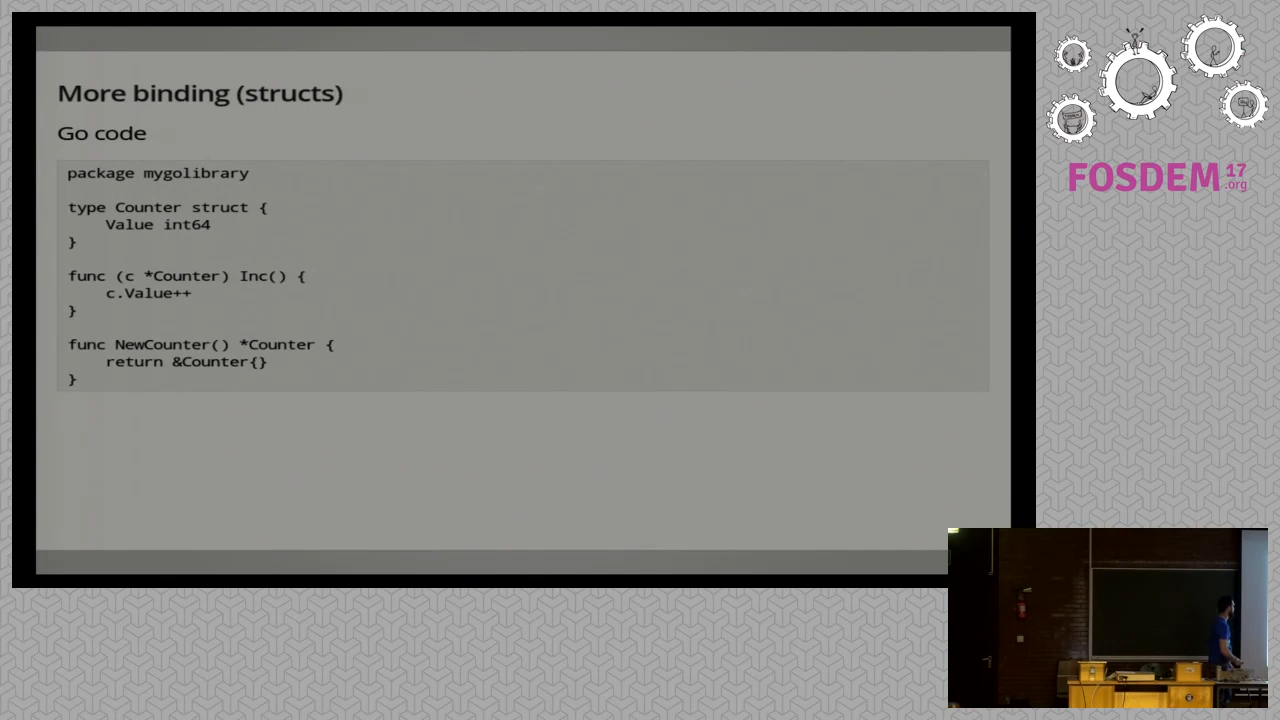 More binding (structs)
Go code
package mygolibrary
type Counter struct {
Value int64
}
func (c *Counter) Inc() {
c.Value++
}
func NewCounter() *Counter {
return &Counter{}
}
FOSDEM 17
.org